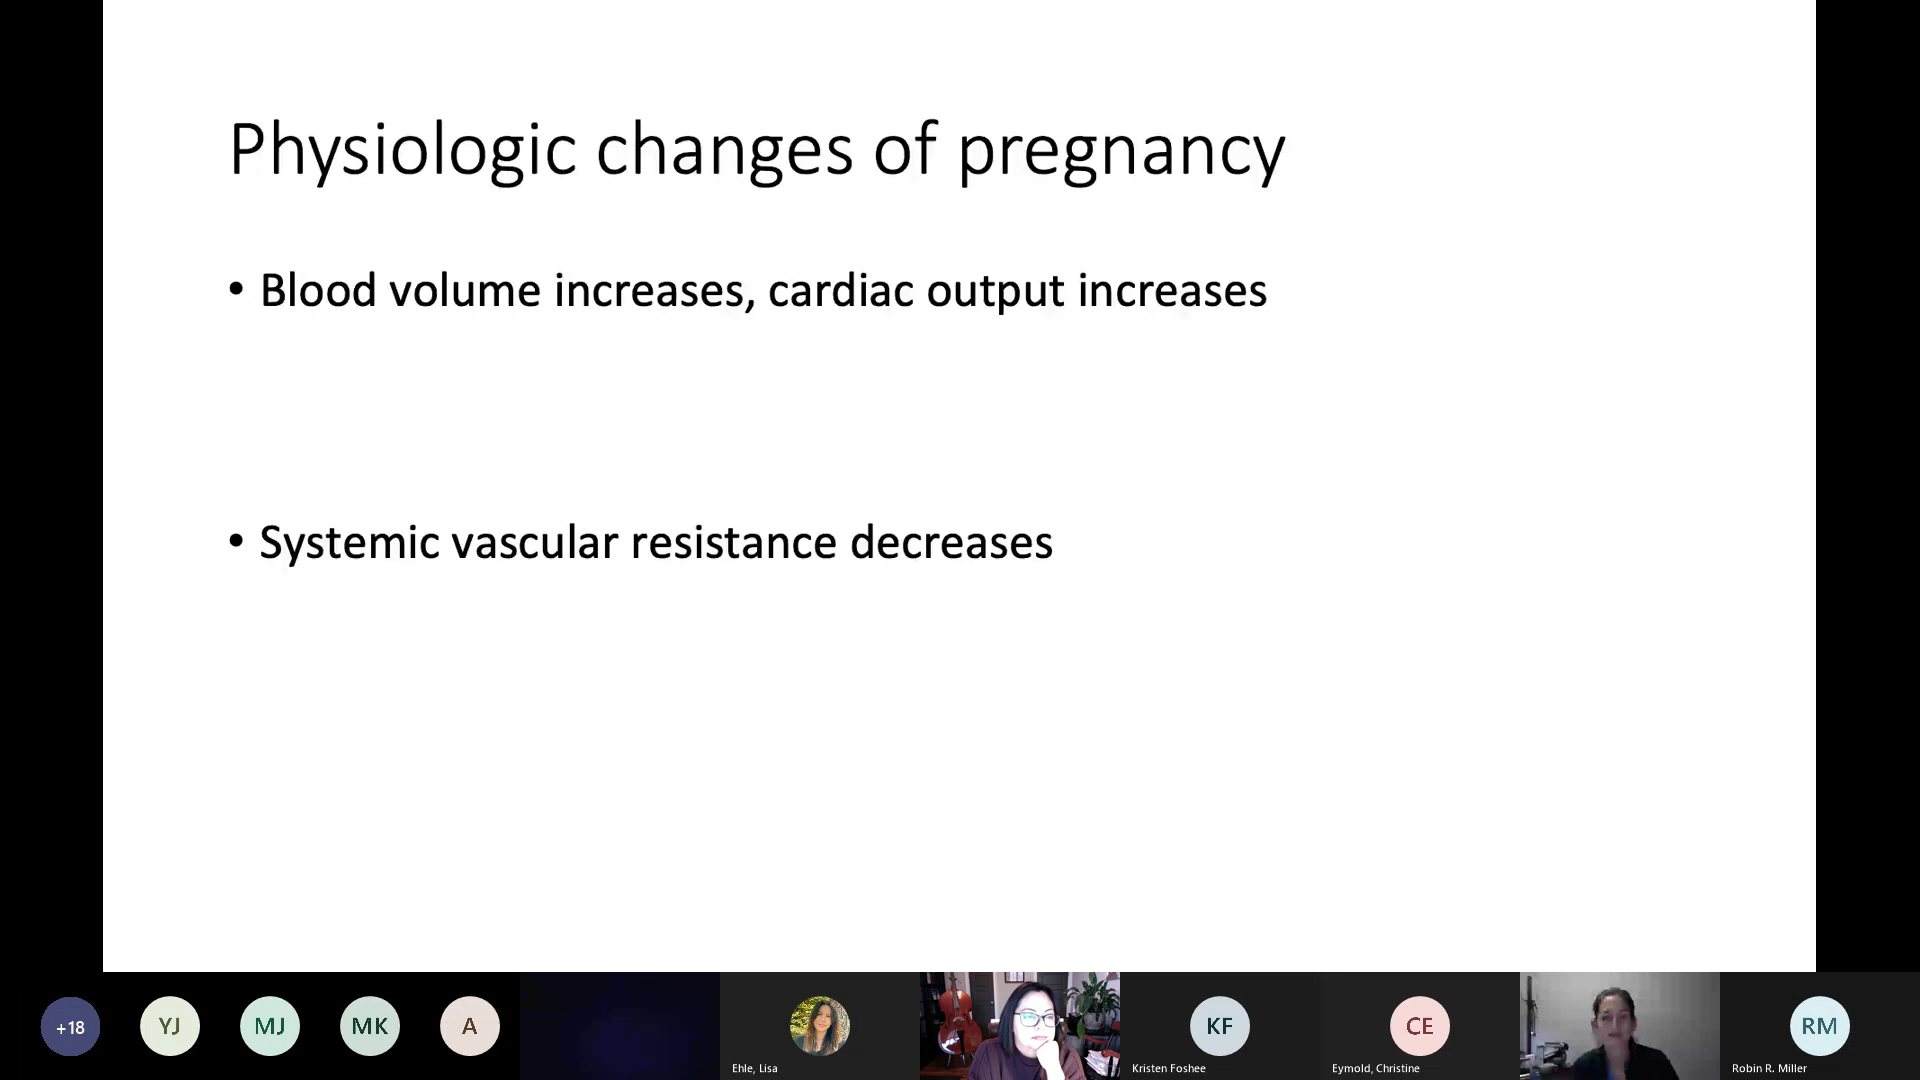 Physiologic changes of pregnancy
• Blood volume increases, cardiac output increases
• Systemic vascular resistance decreases
+18
YJ
MJ
MK
A
Ehle, Lisa
KF
Kristen Foshee
CE
Eymold, Christine
RM
Robin R. Miller